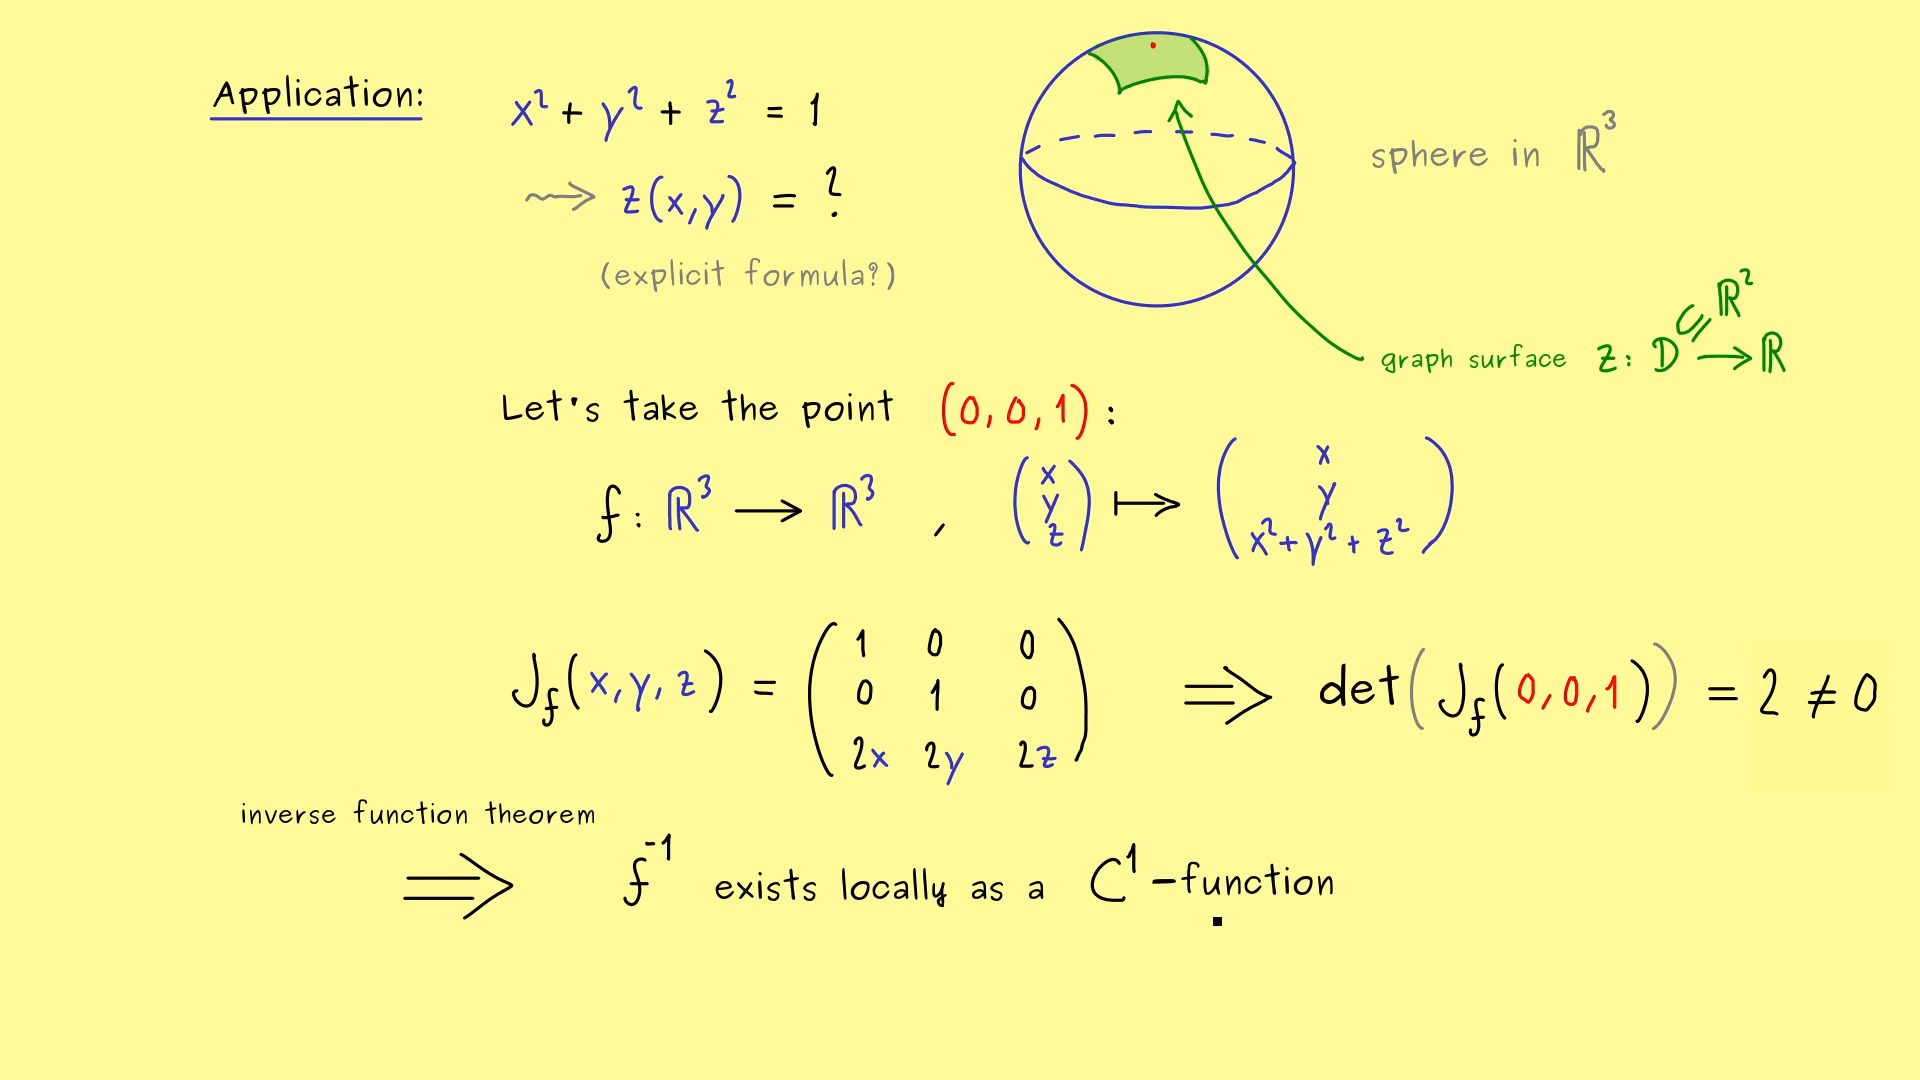 Application:
x² + y² + z² = 1
⇝ z(x,y) = ?
(explicit formula?)
sphere in ℝ³
graph surface z: D ⊆ ℝ² → ℝ
Let's take the point (0,0,1):
f: ℝ³ → ℝ³ , (x y z) ↦ (x y x²+y²+z²)
J_f(x,y,z) = (1 0 0
0 1 0
2x 2y 2z) ⟹ det(J_f(0,0,1)) = 2 ≠ 0
inverse function theorem
⟹ f⁻¹ exists locally as a C¹-function